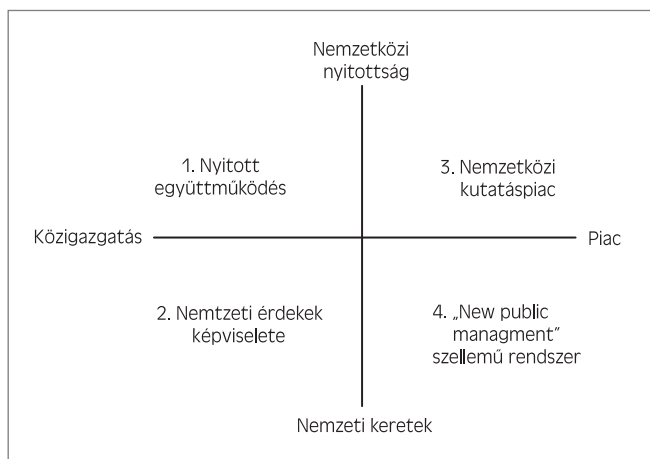 Nemzetközi
nyitottság
1. Nyitott
együttműködés
3. Nemzetközi
kutatáspiac
Közigazgatás
Piac
2. Nemtzeti érdekek
képviselete
4. „New public
managment”
szellemű rendszer
Nemzeti keretek